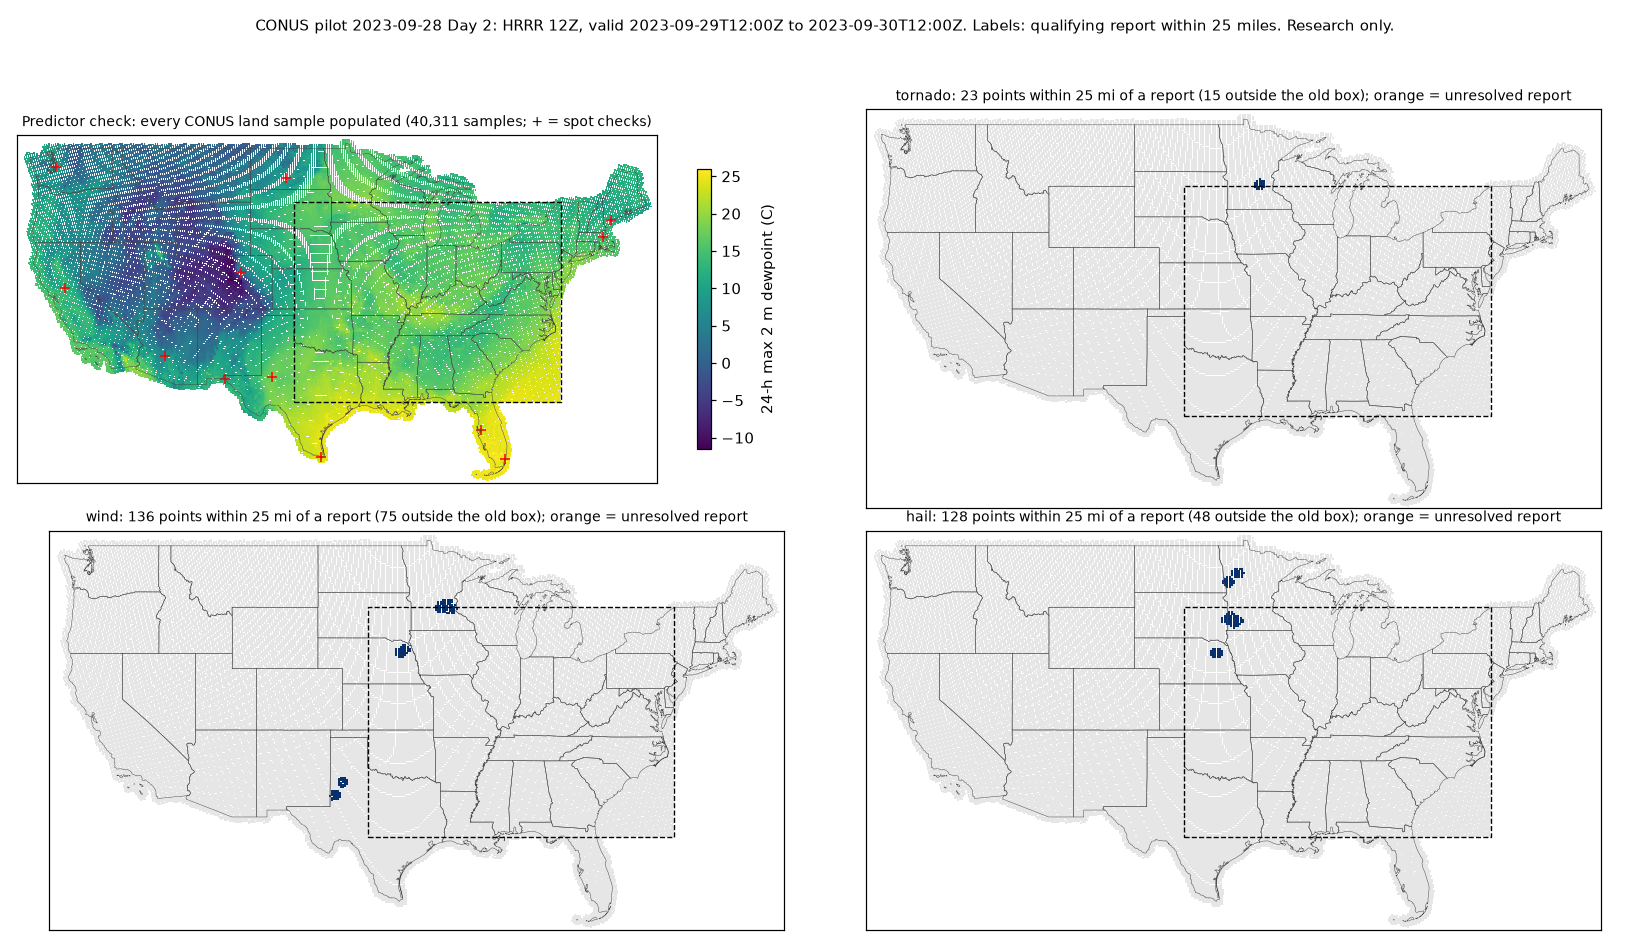 CONUS pilot 2023-09-28 Day 2: HRRR 12Z, valid 2023-09-29T12:00Z to 2023-09-30T12:00Z. Labels: qualifying report within 25 miles. Research only.
Predictor check: every CONUS land sample populated (40,311 samples; + = spot checks)
25
20
15
10
5
0
−5
−10
24-h max 2 m dewpoint (C)
tornado: 23 points within 25 mi of a report (15 outside the old box); orange = unresolved report
wind: 136 points within 25 mi of a report (75 outside the old box); orange = unresolved report
hail: 128 points within 25 mi of a report (48 outside the old box); orange = unresolved report